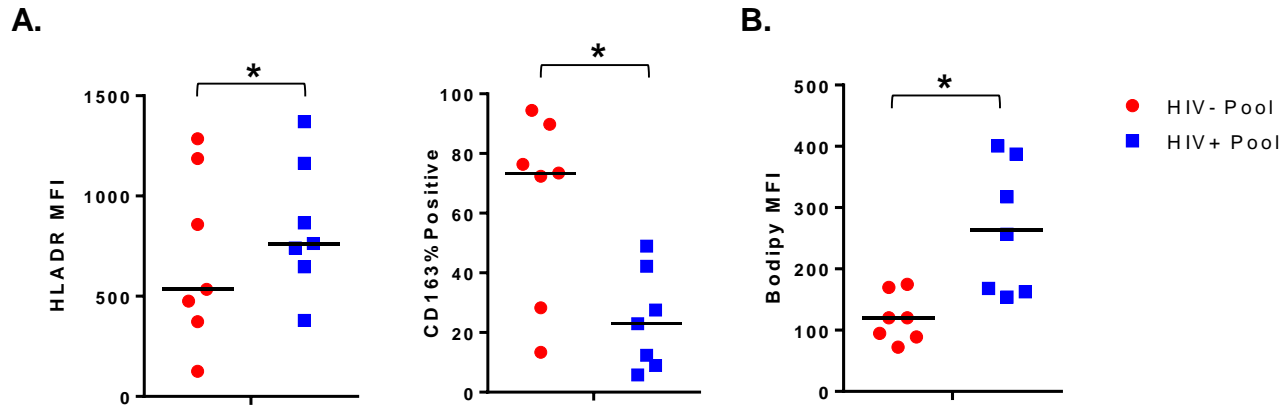 A.
B.
*
*
*
HLADR MFI
1500
1000
500
0
CD163% Positive
100
80
60
40
20
0
Bodipy MFI
500
400
300
200
100
0
HIV- Pool
HIV+ Pool